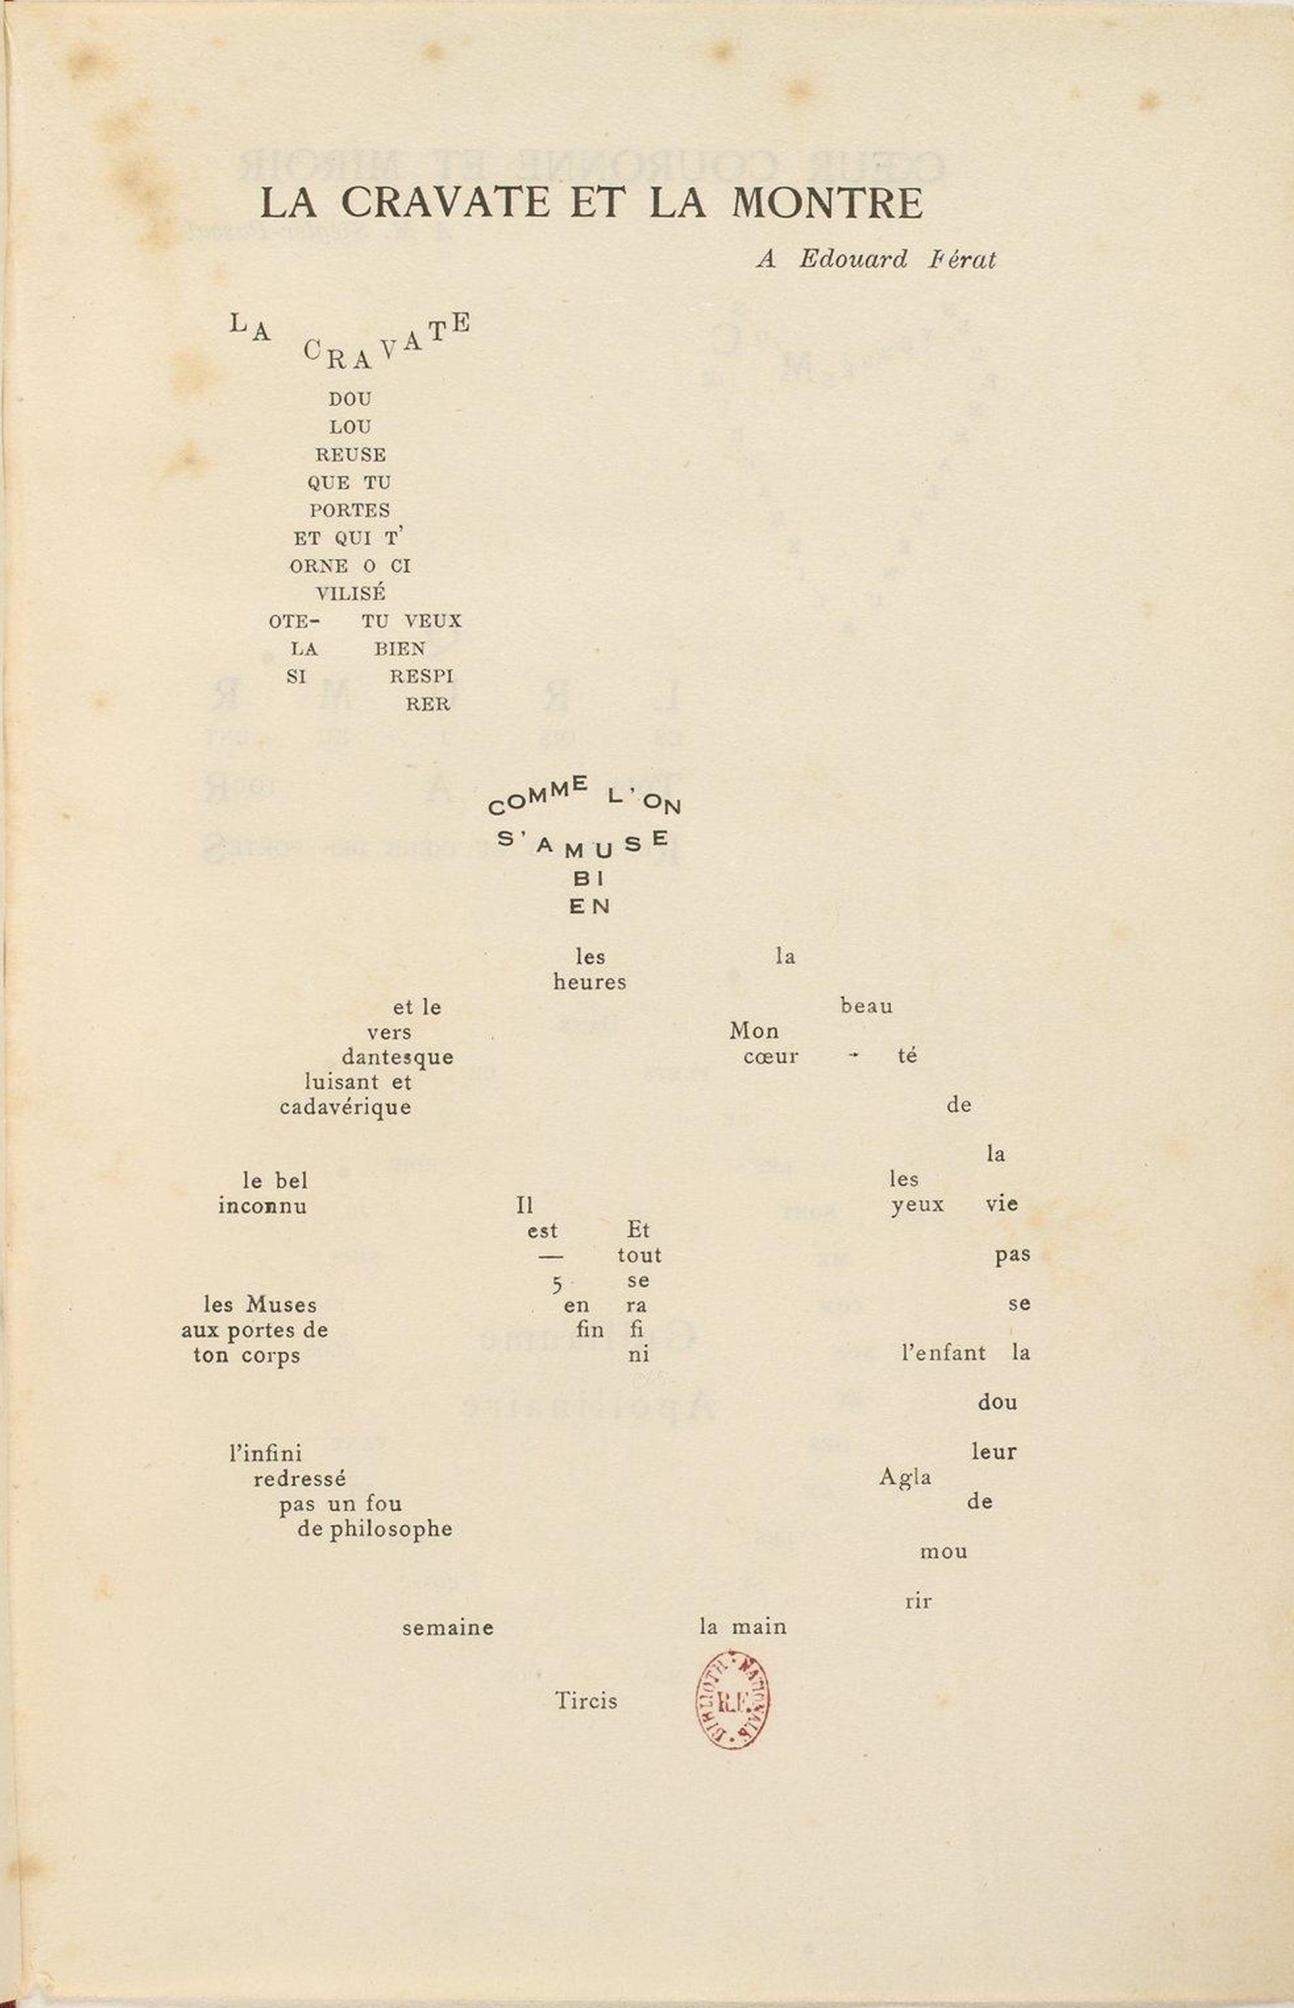 LA CRAVATE ET LA MONTRE
A Edouard Férat
LA CRAVATE
DOU
LOU
REUSE
QUE TU
PORTES
ET QUI T'
ORNE O CI
VILISÉ
OTE- TU VEUX
LA BIEN
SI RESPI
RER
COMME L'ON
S'AMUSE
BI
EN
les
heures
la
beau
té
de
la
vie
pas
se
la
dou
leur
de
mou
rir
Mon
cœur -
les
yeux
l'enfant
Agla
la main
Tircis
semaine
l'infini
redressé
pas un fou
de philosophe
les Muses
aux portes de
ton corps
le bel
inconnu
et le
vers
dantesque
luisant et
cadavérique
Il
est
—
5
en
fin
Et
tout
se
ra
fi
ni
BIBLIOTH. NATIONALE
R.F.